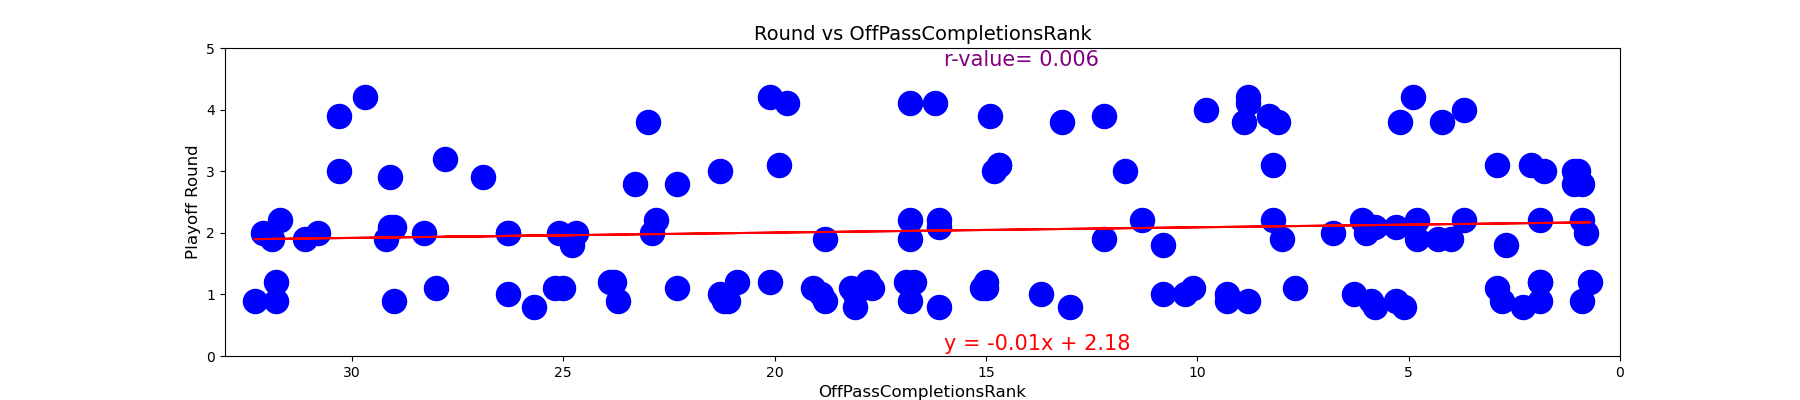 Round vs OffPassCompletionsRank
r-value= 0.006
5
4
3
2
1
0
Playoff Round
y = -0.01x + 2.18
30 25 20 15 10 5 0
OffPassCompletionsRank